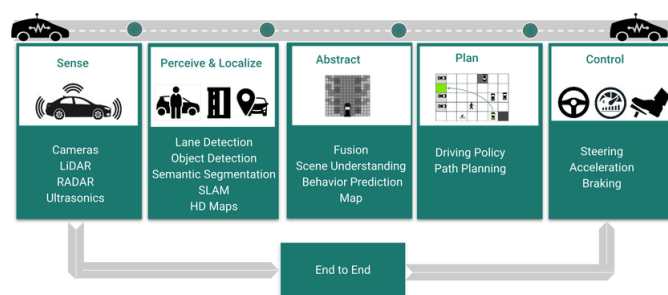 Sense
Cameras
LiDAR
RADAR
Ultrasonics
Perceive & Localize
Lane Detection
Object Detection
Semantic Segmentation
SLAM
HD Maps
Abstract
Fusion
Scene Understanding
Behavior Prediction
Map
Plan
Driving Policy
Path Planning
Control
Steering
Acceleration
Braking
End to End